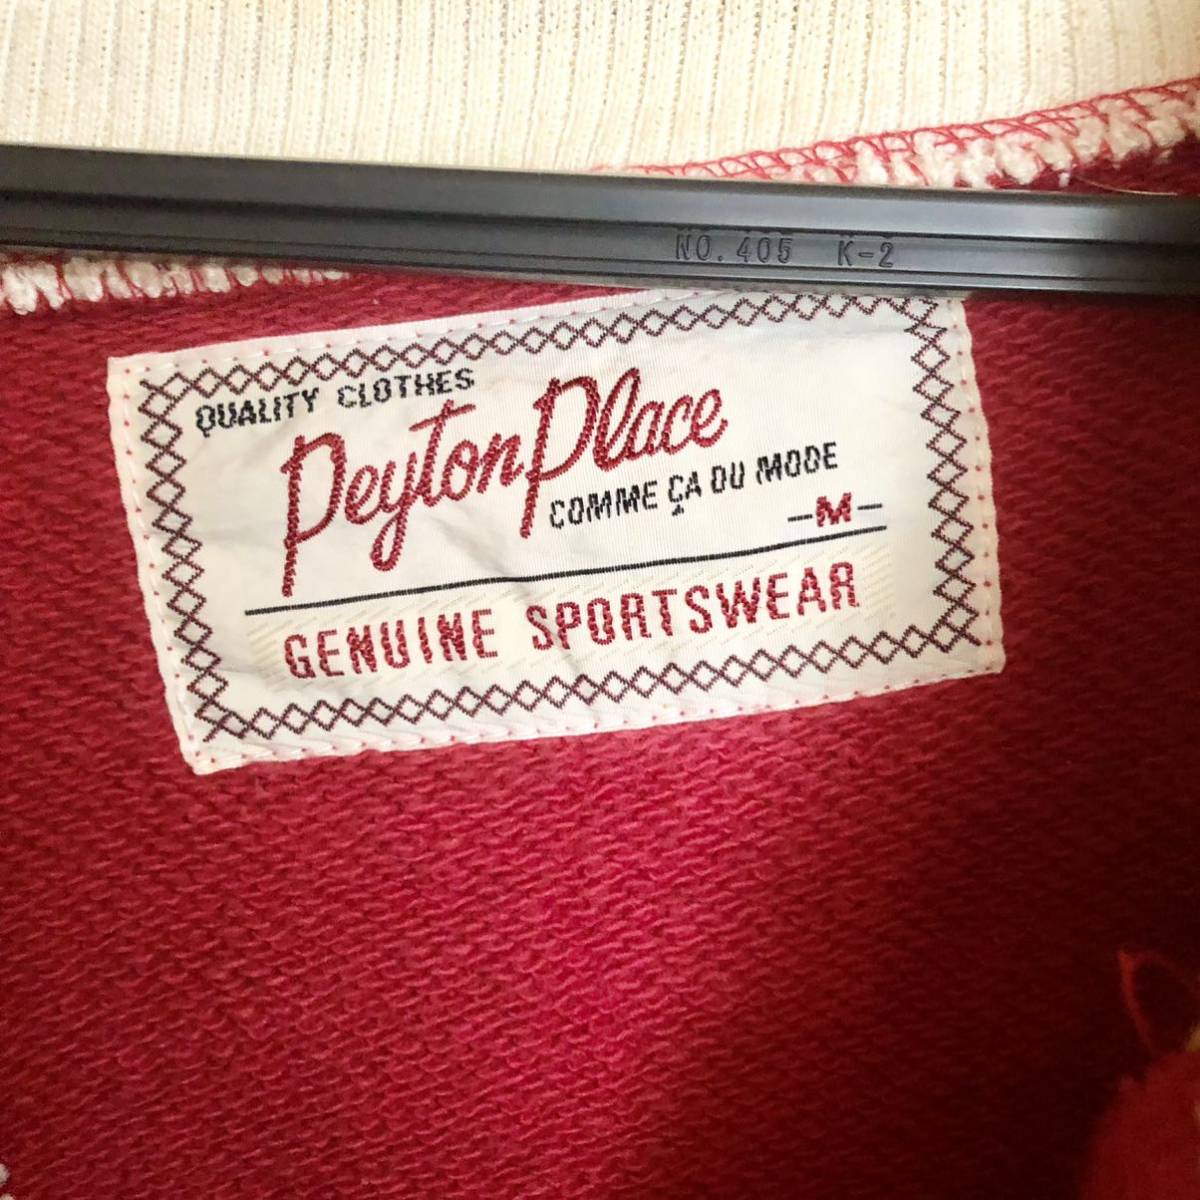 NO. 405 K-2
QUALITY CLOTHES
Peyton Place
COMME ÇA DU MODE
-M-
GENUINE SPORTSWEAR